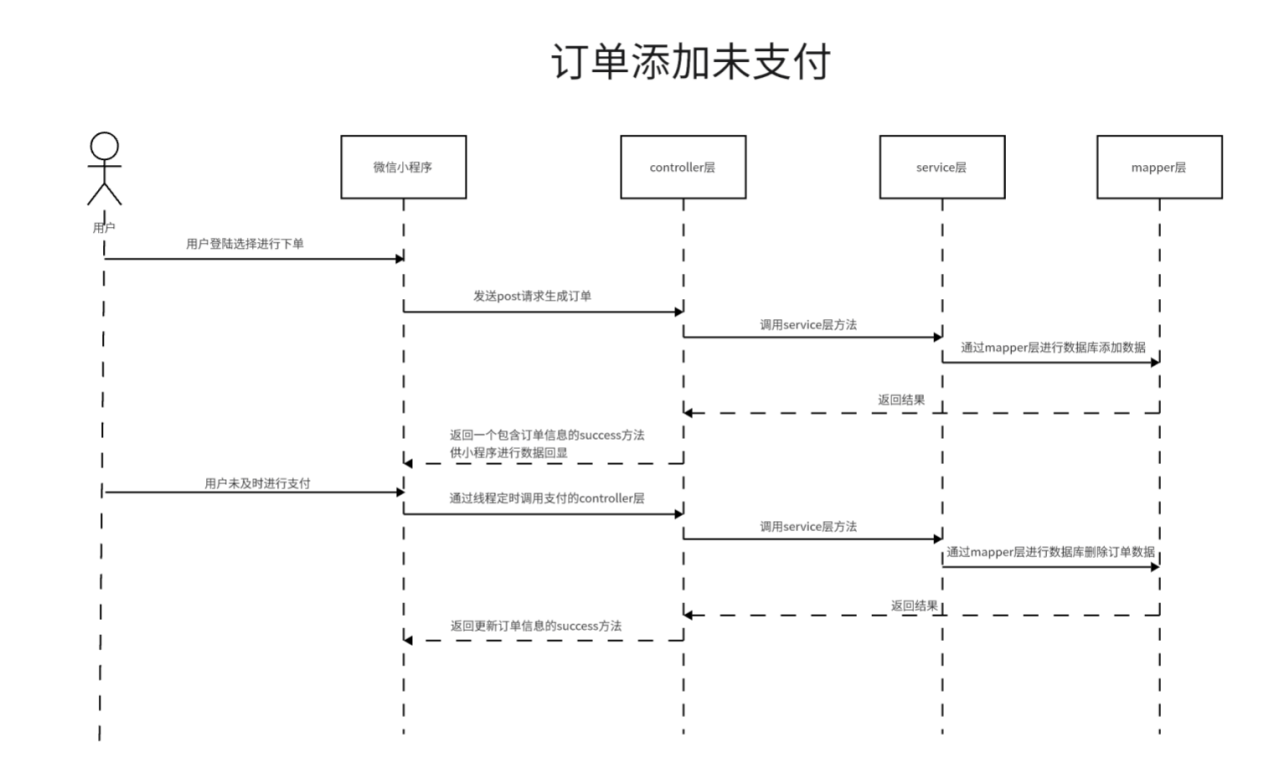 订单添加未支付
微信小程序
controller层
service层
mapper层
用户
用户登陆选择进行下单
发送post请求生成订单
调用service层方法
通过mapper层进行数据库添加数据
返回结果
返回一个包含订单信息的success方法
供小程序进行数据回显
用户未及时进行支付
通过线程定时调用支付的controller层
调用service层方法
通过mapper层进行数据库删除订单数据
返回结果
返回更新订单信息的success方法